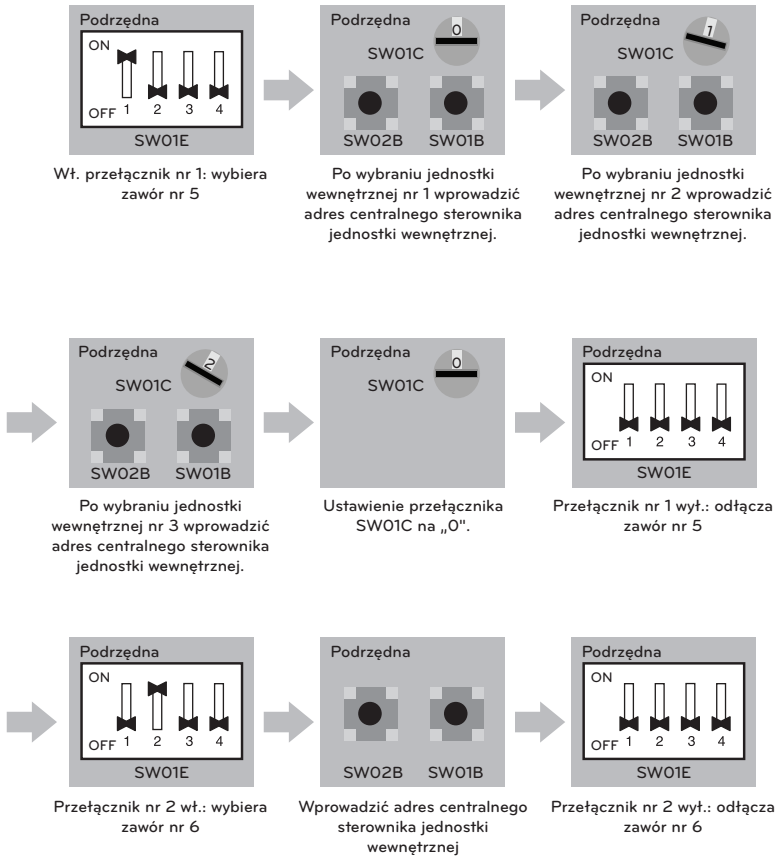 Podrzędna
ON
OFF 1 2 3 4
SW01E
Wł. przełącznik nr 1: wybiera
zawór nr 5
Podrzędna
0
SW01C
SW02B SW01B
Po wybraniu jednostki
wewnętrznej nr 1 wprowadzić
adres centralnego sterownika
jednostki wewnętrznej.
Podrzędna
1
SW01C
SW02B SW01B
Po wybraniu jednostki
wewnętrznej nr 2 wprowadzić
adres centralnego sterownika
jednostki wewnętrznej.
Podrzędna
2
SW01C
SW02B SW01B
Po wybraniu jednostki
wewnętrznej nr 3 wprowadzić
adres centralnego sterownika
jednostki wewnętrznej.
Podrzędna
0
SW01C
Ustawienie przełącznika
SW01C na „0".
Podrzędna
ON
OFF 1 2 3 4
SW01E
Przełącznik nr 1 wył.: odłącza
zawór nr 5
Podrzędna
ON
OFF 1 2 3 4
SW01E
Przełącznik nr 2 wł.: wybiera
zawór nr 6
Podrzędna
SW02B SW01B
Wprowadzić adres centralnego
sterownika jednostki
wewnętrznej
Podrzędna
ON
OFF 1 2 3 4
SW01E
Przełącznik nr 2 wył.: odłącza
zawór nr 6